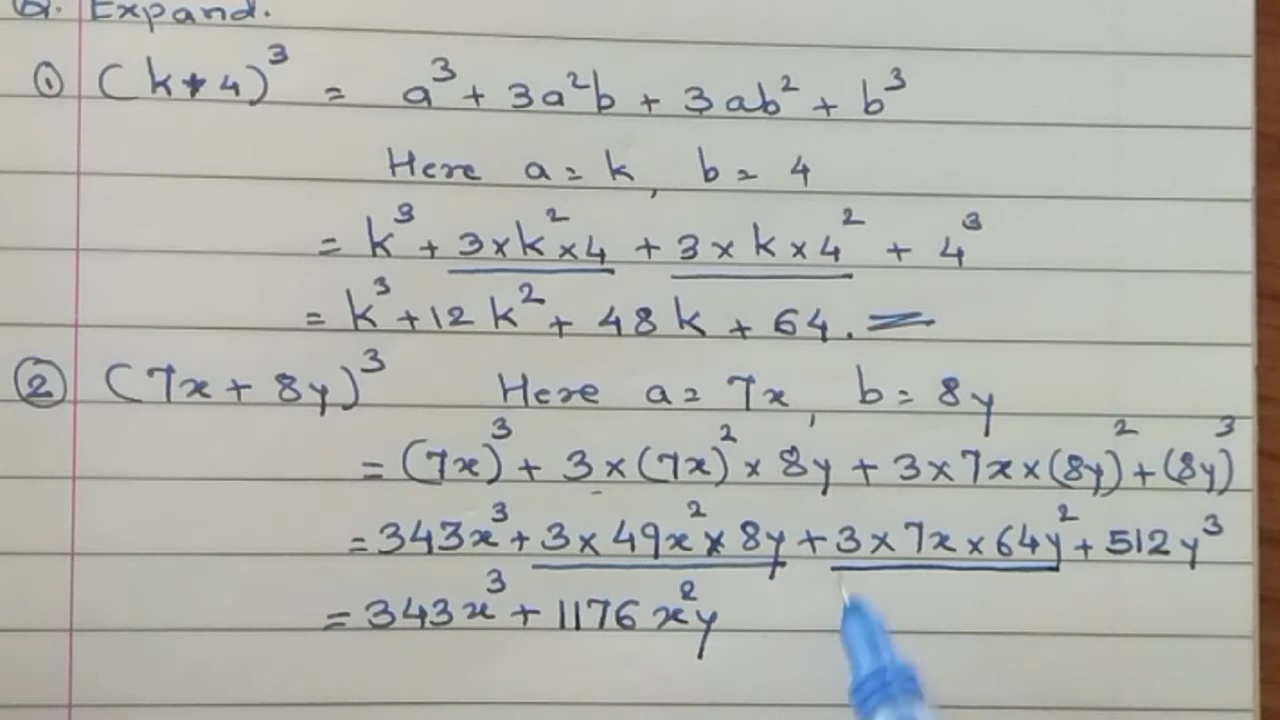 Q. Expand.
① (k+4)³ = a³ + 3a²b + 3ab² + b³
Here a = k, b = 4
= k³ + 3×k²×4 + 3×k×4² + 4³
= k³ + 12k² + 48k + 64.
② (7x + 8y)³ Here a = 7x, b = 8y
= (7x)³ + 3×(7x)²×8y + 3×7x×(8y)² + (8y)³
= 343x³ + 3×49x²×8y + 3×7x×64y² + 512y³
= 343x³ + 1176x²y